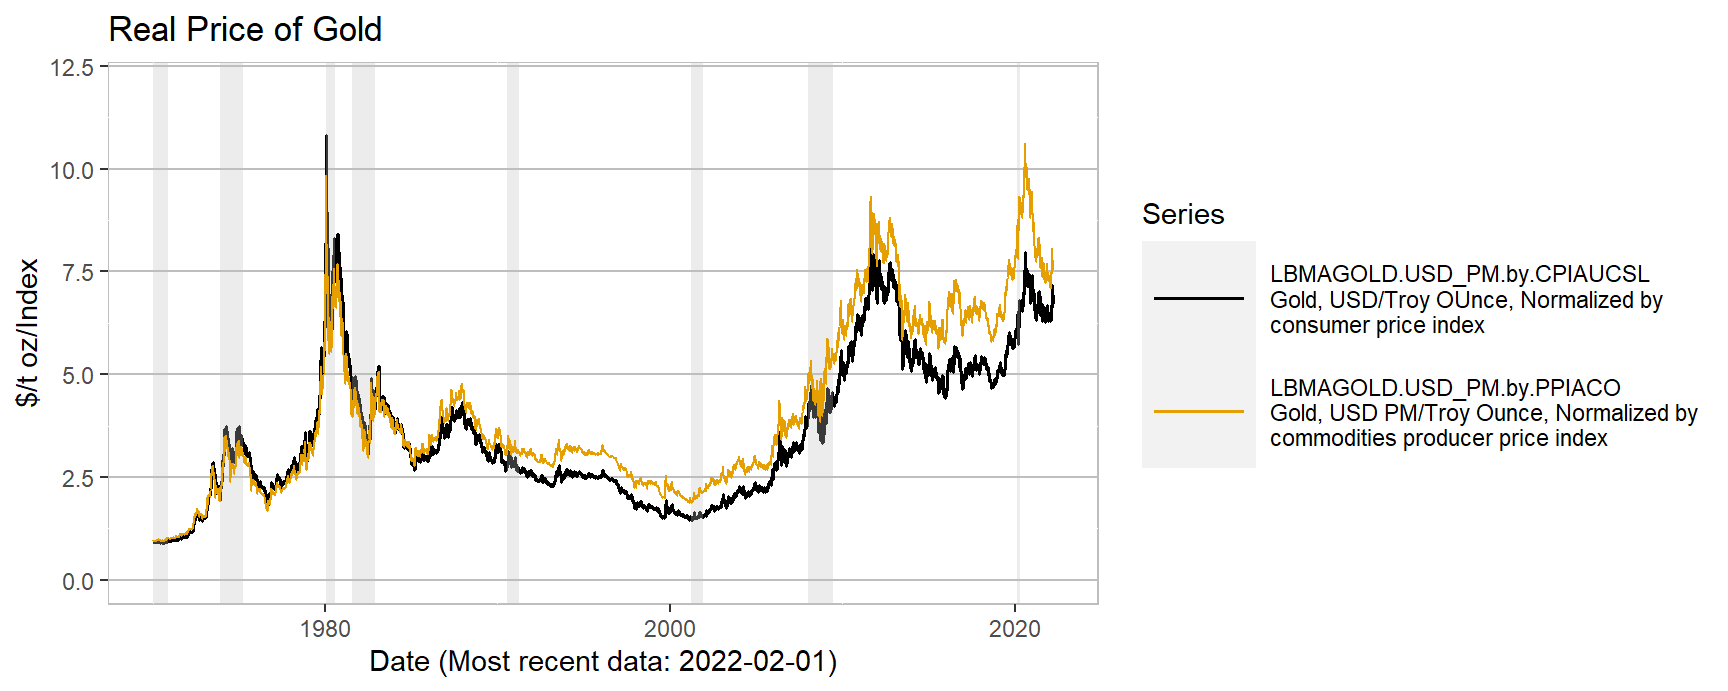 Real Price of Gold
12.5
10.0
7.5
5.0
2.5
0.0
$/t oz/Index
1980
2000
2020
Date (Most recent data: 2022-02-01)
Series
LBMAGOLD.USD_PM.by.CPIAUCSL
Gold, USD/Troy OUnce, Normalized by
consumer price index
LBMAGOLD.USD_PM.by.PPIACO
Gold, USD PM/Troy Ounce, Normalized by
commodities producer price index